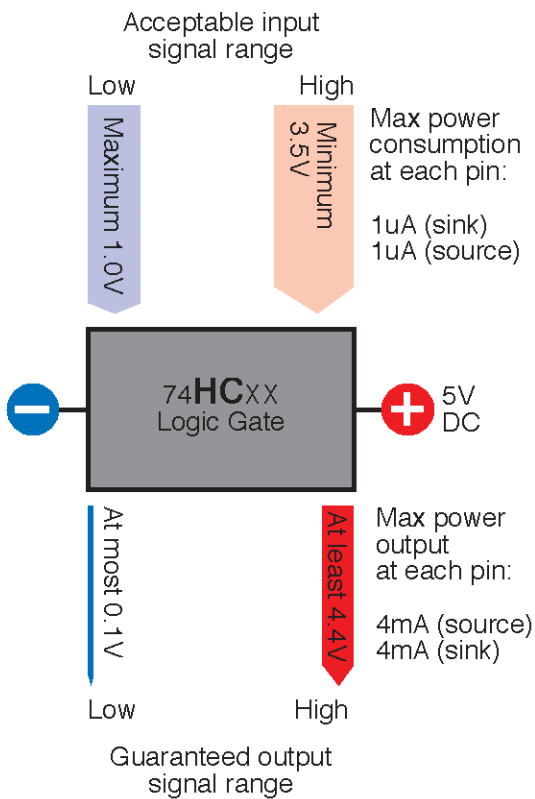 Acceptable input
signal range
Low
High
Maximum 1.0V
Minimum
3.5V
Max power
consumption
at each pin:
1uA (sink)
1uA (source)
74HCXX
Logic Gate
−
+
5V
DC
At most 0.1V
At least 4.4V
Max power
output
at each pin:
4mA (source)
4mA (sink)
Low
High
Guaranteed output
signal range